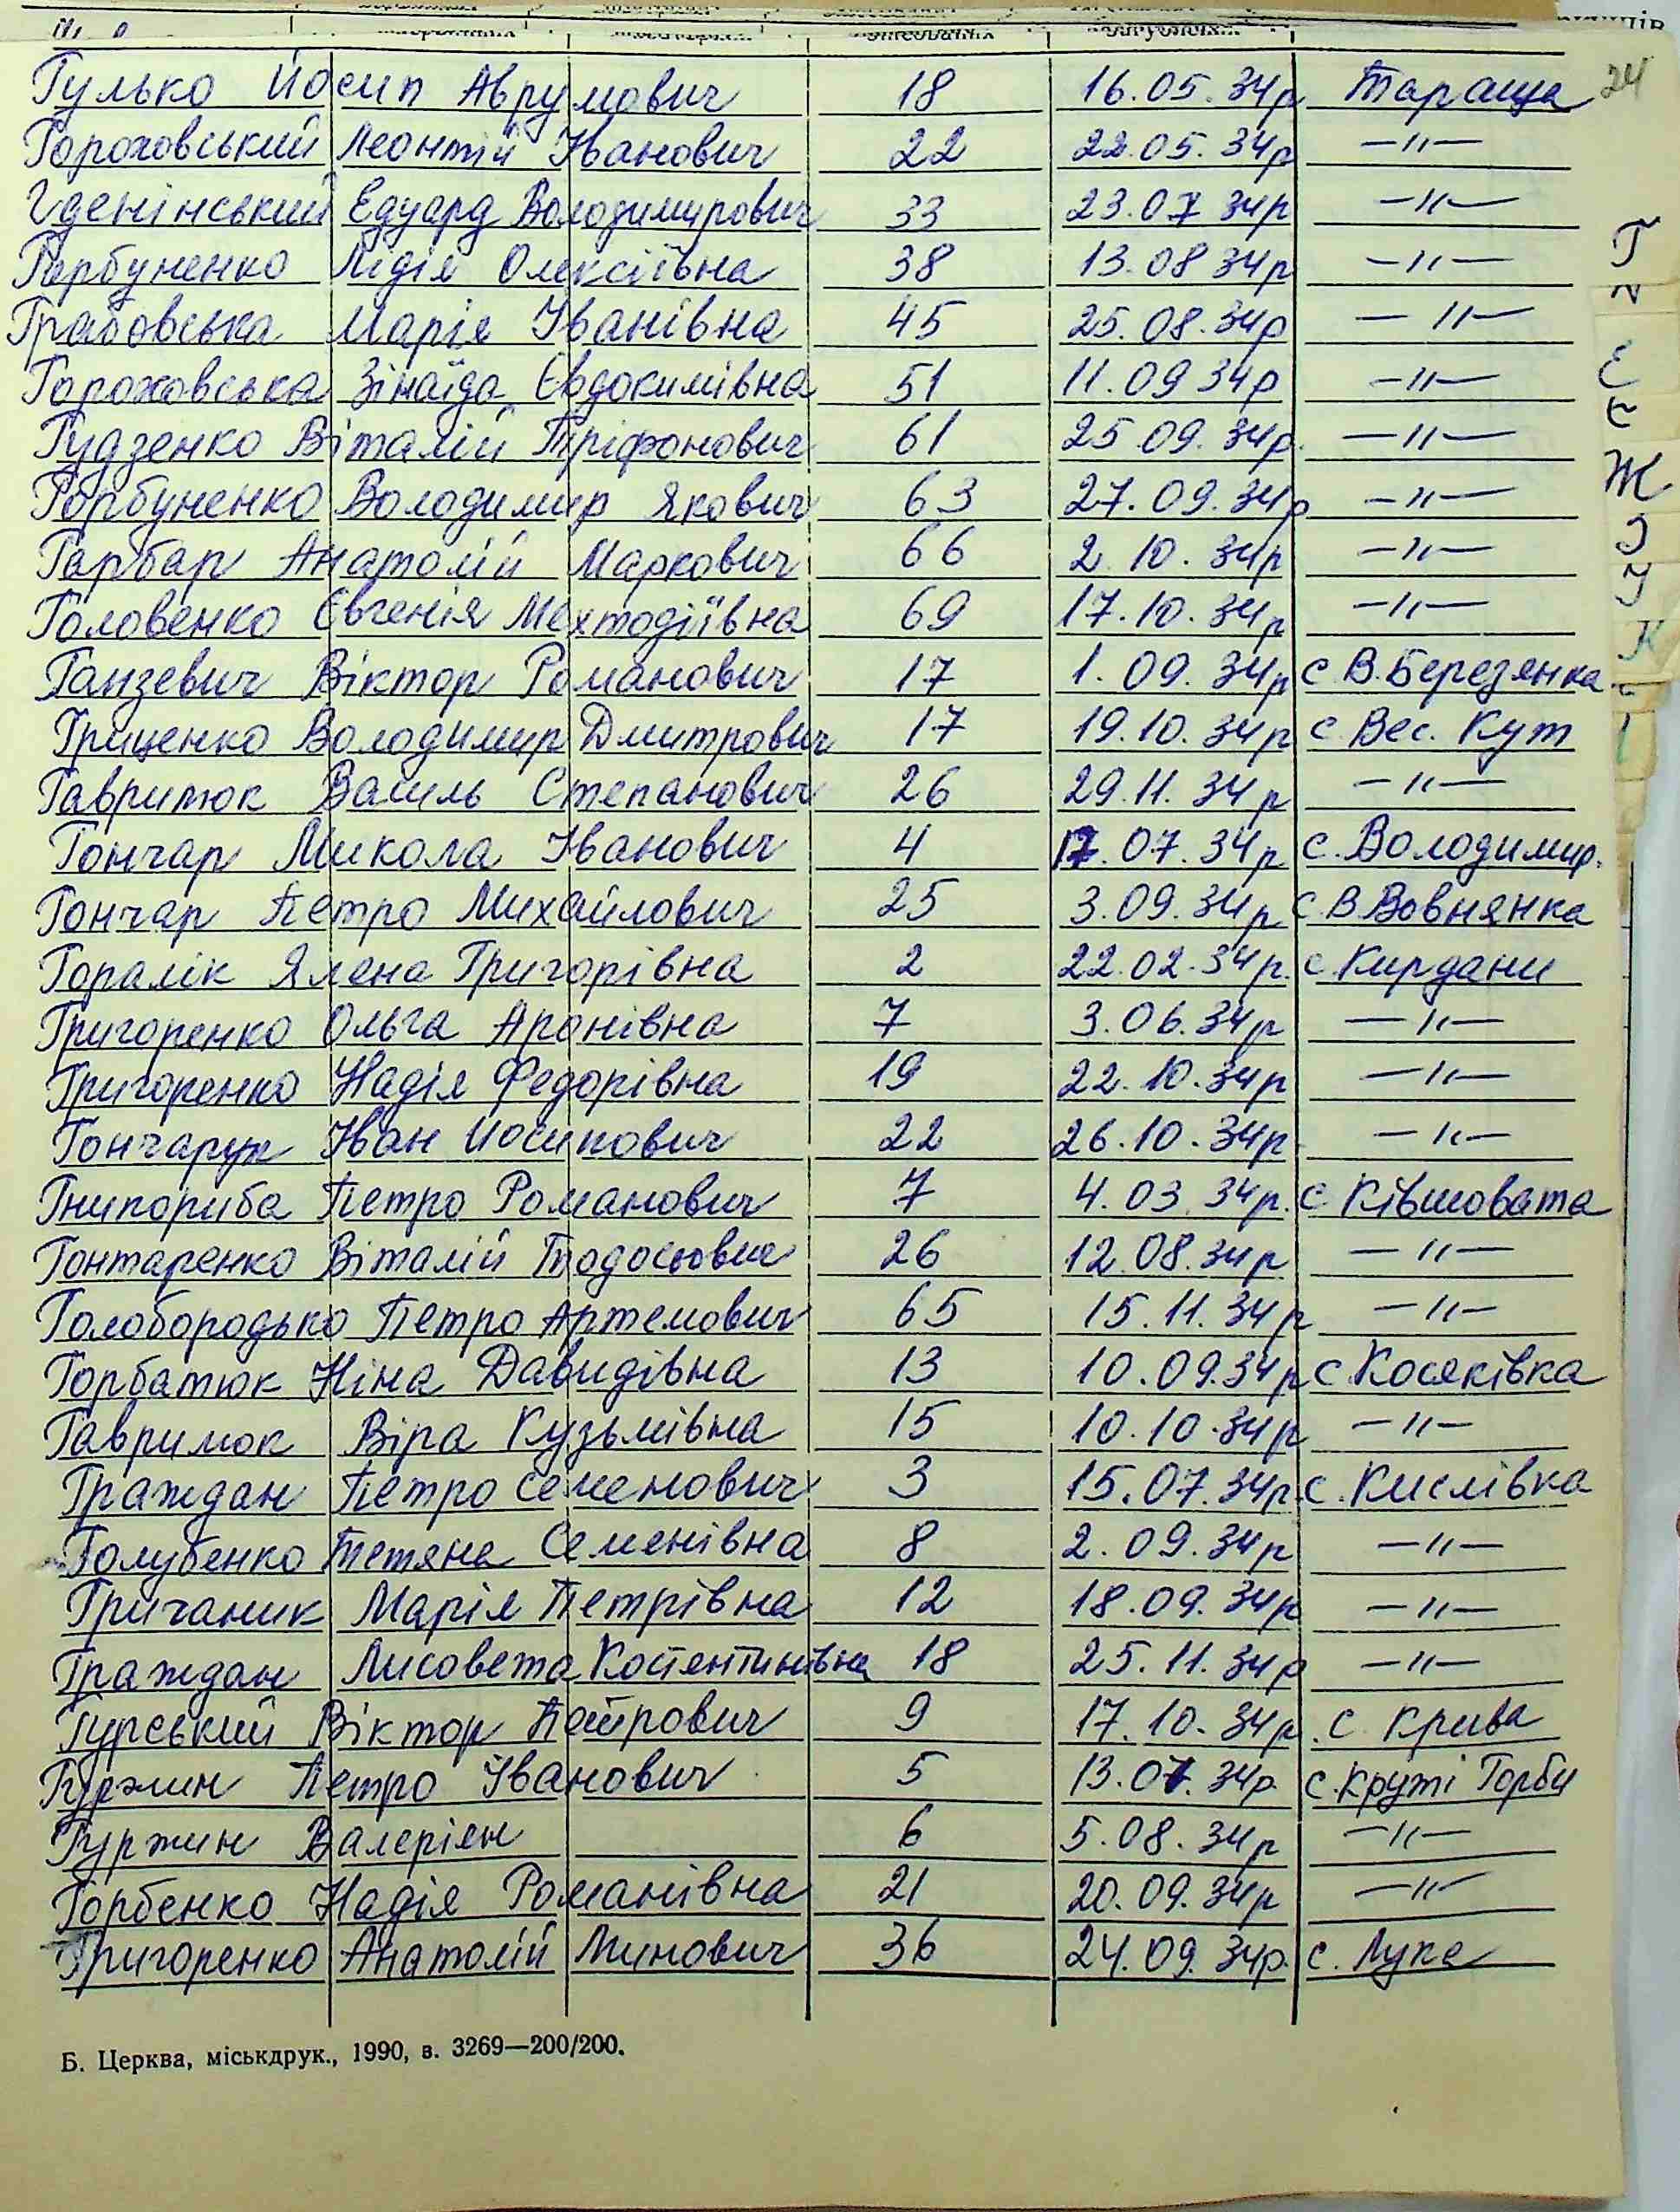 24
Гулько Йосип Аврумович 18 16.05.34р Тараща
Гороховський Леонтій Іванович 22 22.05.34р —"—
Гденінський Едуард Володимирович 33 23.07 34р —"—
Горбуненко Лідія Олексіївна 38 13.08 34р —"—
Грабовська Марія Іванівна 45 25.08.34р —"—
Гороховська Зінаїда Євдокимівна 51 11.09 34р —"—
Гудзенко Віталій Тріфонович 61 25.09.34р. —"—
Горбуненко Володимир Якович 63 27.09.34р —"—
Гарбар Анатолій Маркович 66 2.10.34р —"—
Головенко Євгенія Мехтодіївна 69 17.10.34р —"—
Ганзевич Віктор Романович 17 1.09.34р с В.Березянка
Гриценко Володимир Дмитрович 17 19.10.34р с. Вес. Кут
Гаврилюк Василь Степанович 26 29.11.34р —"—
Гончар Микола Іванович 4 17.07.34р с. Володимир.
Гончар Петро Михайлович 25 3.09.34р с В Вовнянка
Горалік Ялена Григорівна 2 22.02.34р. с Кирдани
Григоренко Ольга Аронівна 7 3.06.34р —"—
Григоренко Надія Федорівна 19 22.10.34р —"—
Гончарук Іван Иосипович 22 26.10.34р —"—
Гнипориба Петро Романович 7 4.03.34р. с Ківшовата
Гонтаренко Віталій Тодосьович 26 12.08.34р —"—
Голобородько Петро Артемович 65 15.11.34р —"—
Горбатюк Ніна Давидівна 13 10.09.34р с Косяківка
Гаврилюк Віра Кузьмівна 15 10.10.34р —"—
Граждан Петро Семенович 3 15.07.34р. с. Кислівка
Голубенко Тетяна Семенівна 8 2.09.34р —"—
Гричаник Марія Петрівна 12 18.09.34р —"—
Граждан Лисовета Костентинівна 18 25.11.34р —"—
Гурський Віктор Петрович 9 17.10.34р. с. Крива
Гуржин Петро Іванович 5 13.07.34р. с.Круті Горби
Гуржин Валеріян 6 5.08.34р —"—
Горбенко Надія Романівна 21 20.09.34р —"—
Григоренко Анатолій Минович 36 24.09.34р. с. Лука
Г
Е
Є
Ж
З
І
К
Б. Церква, міськдрук., 1990, в. 3269—200/200.